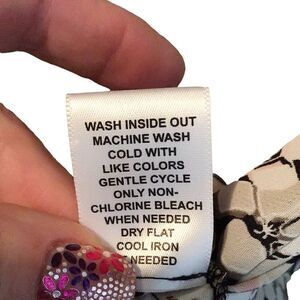 WASH INSIDE OUT
MACHINE WASH
COLD WITH
LIKE COLORS
GENTLE CYCLE
ONLY NON-
CHLORINE BLEACH
WHEN NEEDED
DRY FLAT
COOL IRON
NEEDED